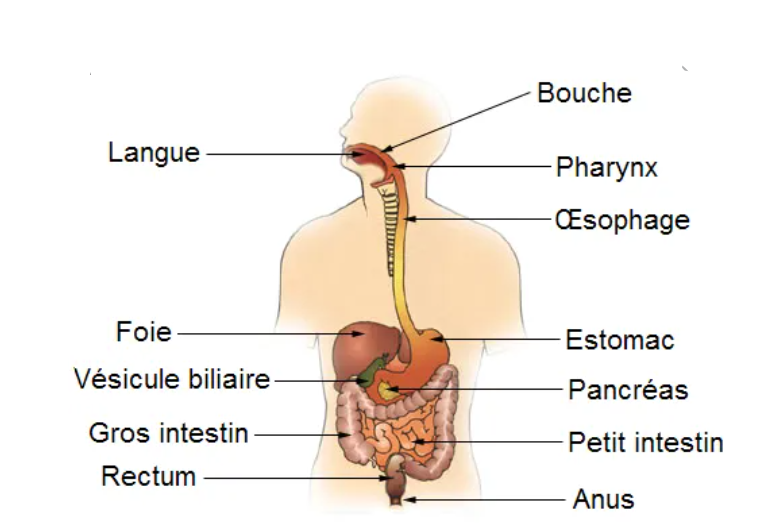 Bouche
Langue
Pharynx
Œsophage
Foie
Estomac
Vésicule biliaire
Pancréas
Gros intestin
Petit intestin
Rectum
Anus